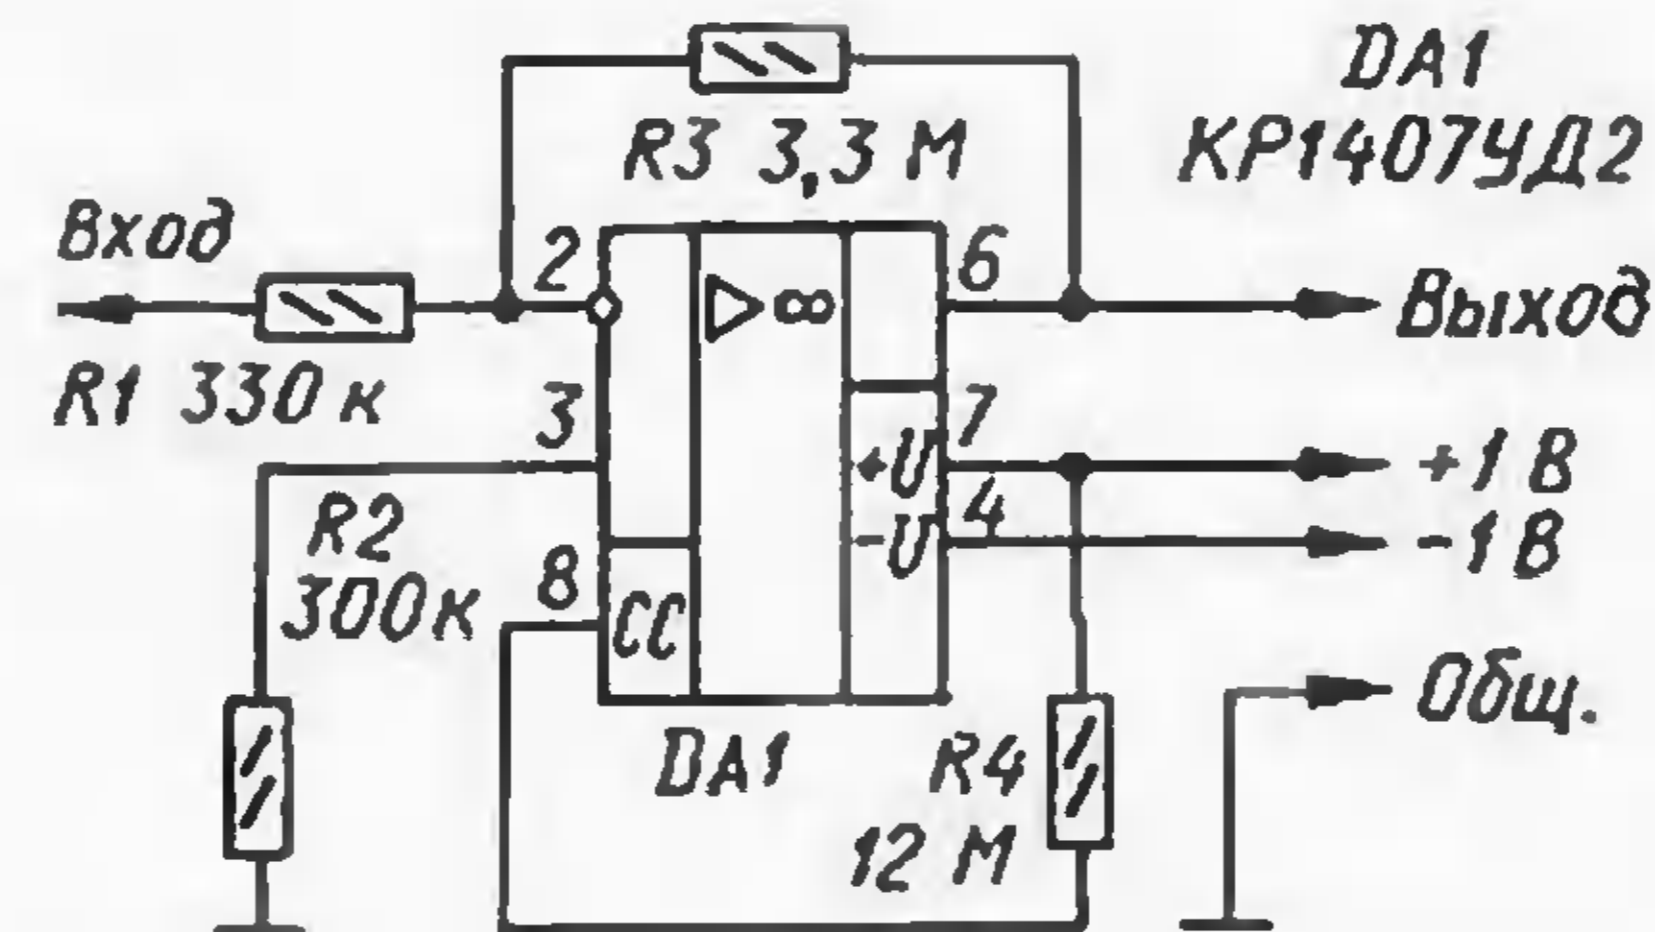 DA1
R3 3,3 М
КР1407УД2
Вход
2
▷∞
6
Выход
R1 330 к
3
7
+U
+1 В
R2
300к
4
-U
-1 В
8
СС
Общ.
DA1
R4
12 М